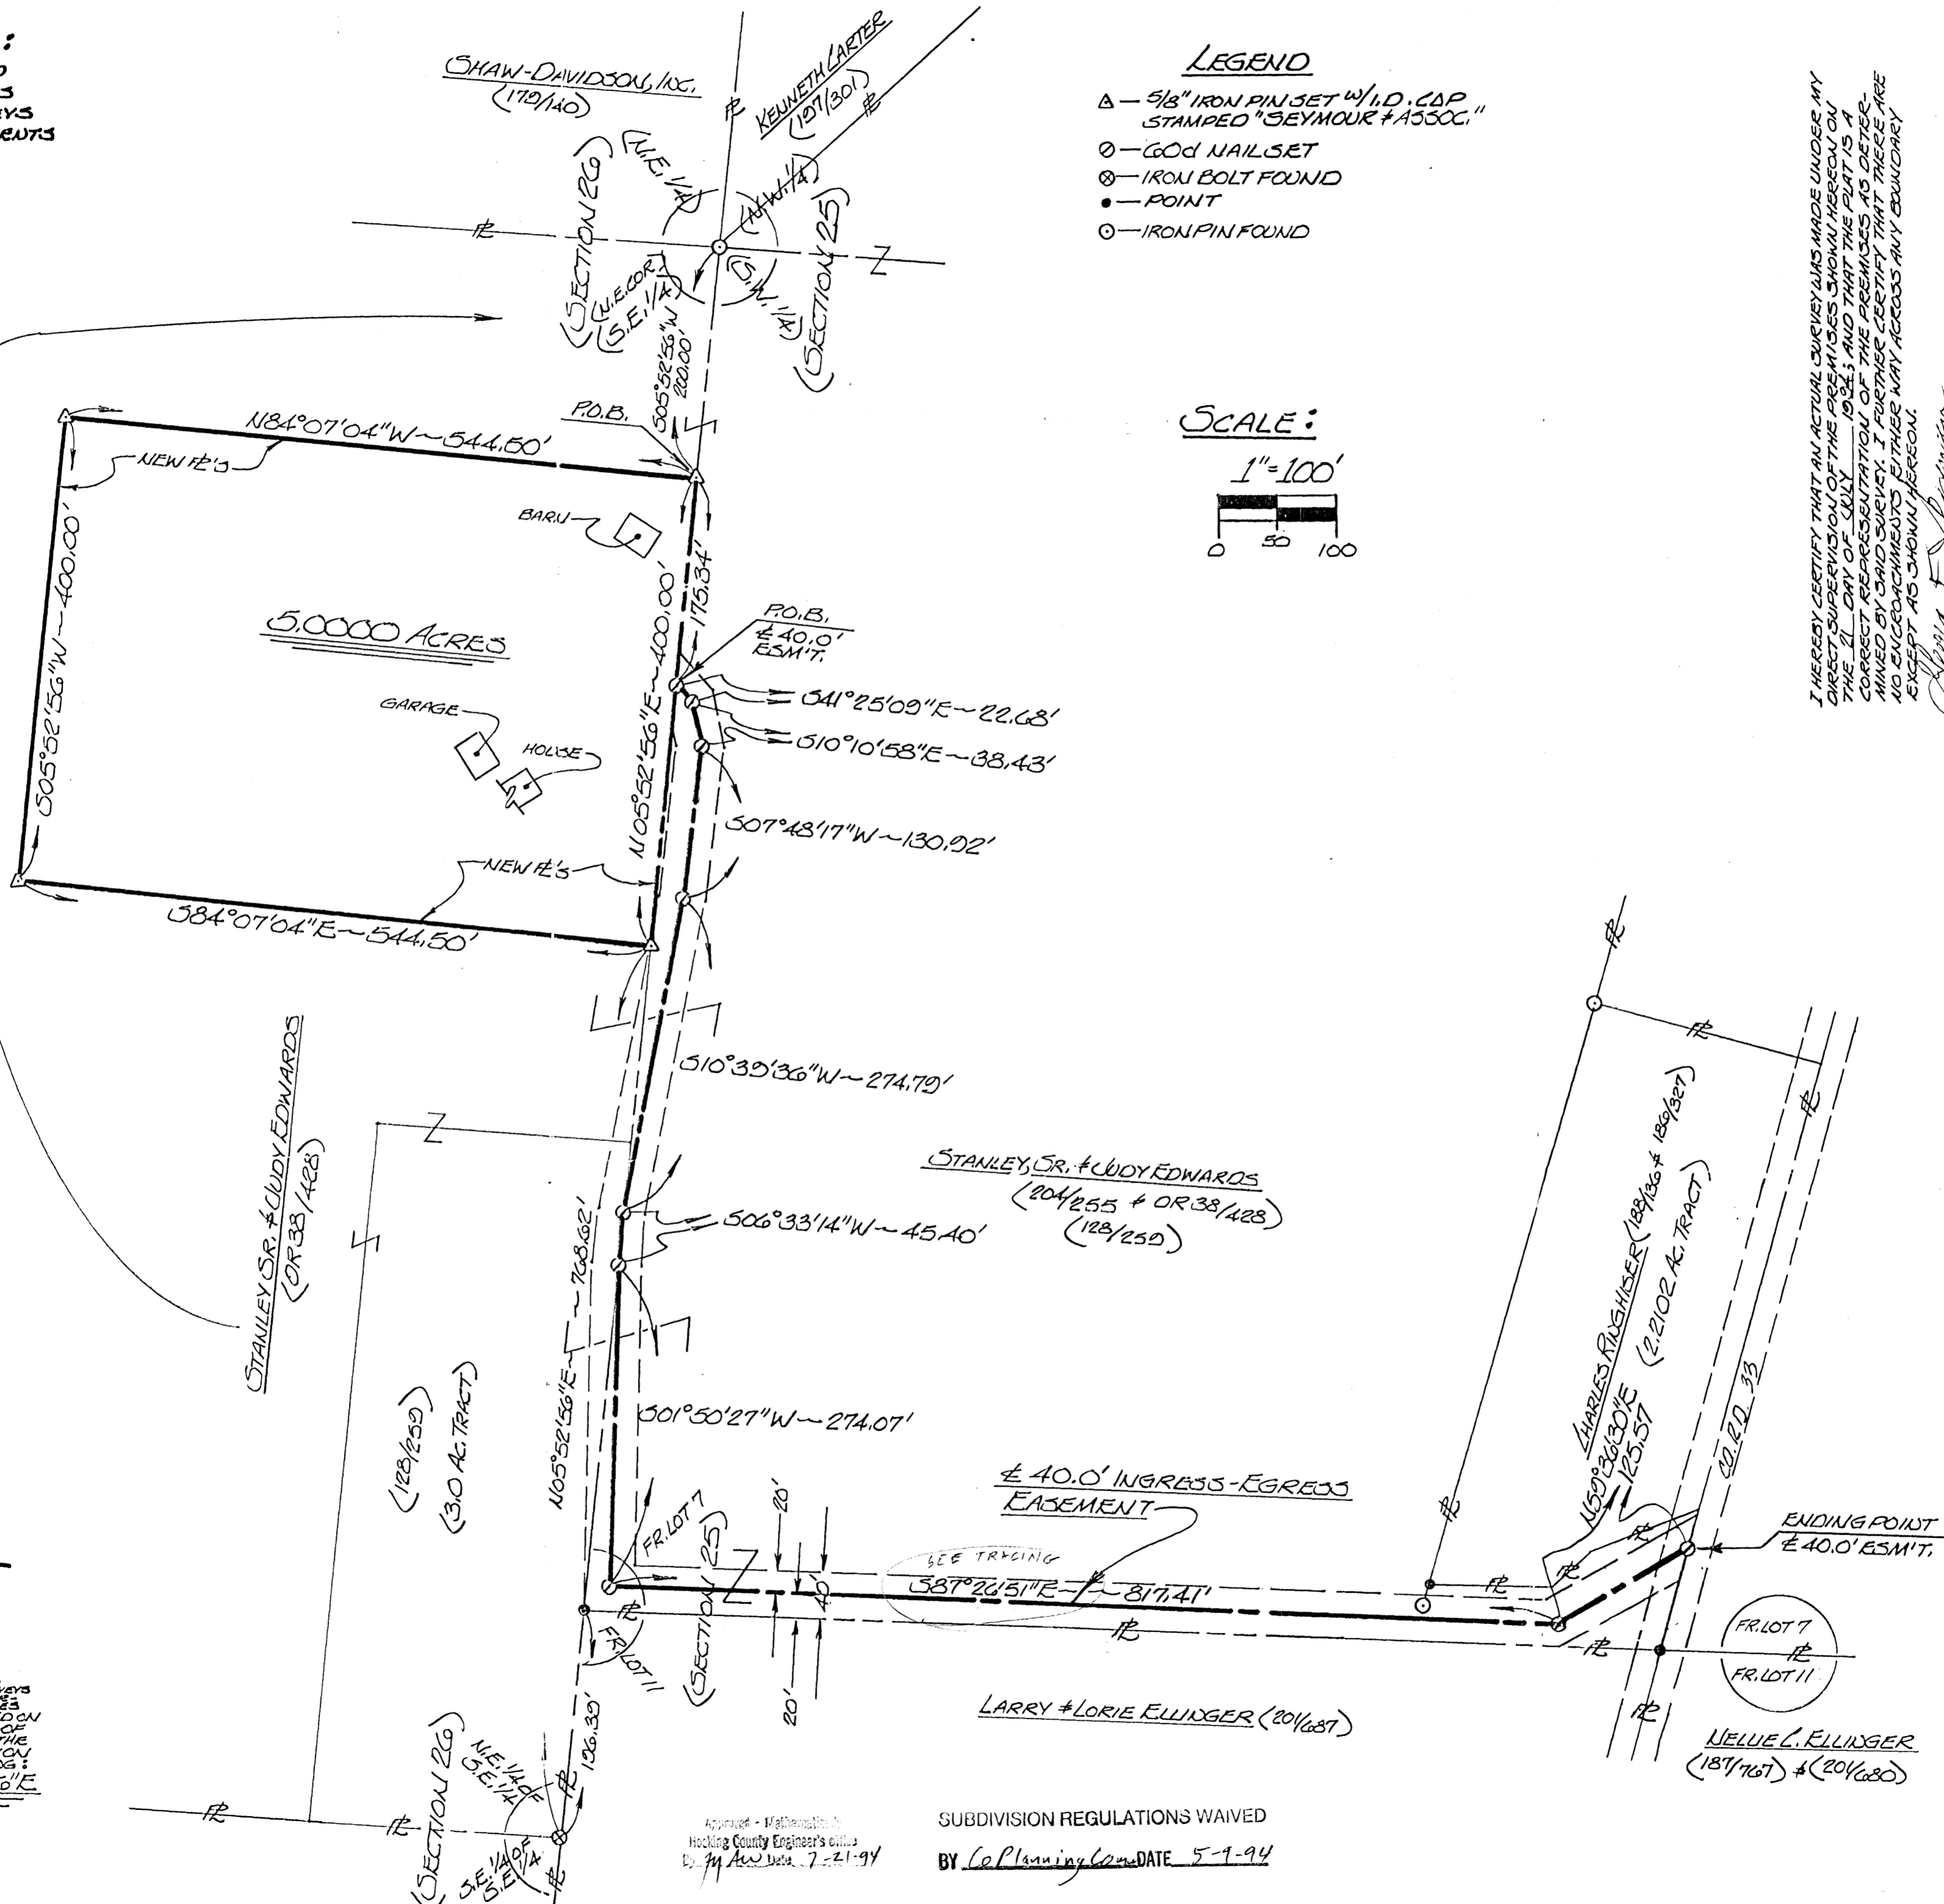 SHAW-DAVIDSON, INC.
(179/140)
KENNETH CARTER
(197/301)
LEGEND
5/8" IRON PIN SET W/I.D. CAP
STAMPED "SEYMOUR & ASSOC."
60d NAIL SET
IRON BOLT FOUND
POINT
IRON PIN FOUND
(SECTION 26)
(N.E. 1/4)
(N.W. 1/4)
(N.E. COR.
(S.E. 1/4)
(S.W. 1/4)
(SECTION 25)
S05°52'56"W
200.00'
P.O.B.
SCALE:
1"=100'
0 50 100
N84°07'04"W~544.50'
NEW PL'S
BARN
S05°52'56"W~400.00'
5.0000 ACRES
N05°52'56"E~400.00'
175.34'
P.O.B.
℄ 40.0'
ESM'T.
GARAGE
HOUSE
S41°25'09"E~22.68'
S10°10'58"E~38.43'
S07°48'17"W~130.92'
NEW PL'S
S84°07'04"E~544.50'
S10°39'36"W~274.79'
STANLEY SR. & JUDY EDWARDS
(OR 38/428)
STANLEY, SR. & JUDY EDWARDS
(204/255 & OR 38/428)
(128/259)
S06°33'14"W~45.40'
N05°52'56"E~768.62'
(128/259)
(3.0 AC. TRACT)
S01°50'27"W~274.07'
CHARLES RINGHISER (188/136 & 186/327)
(2.2102 AC. TRACT)
N59°36'30"E
125.57
CO. RD. 33
℄ 40.0' INGRESS-EGRESS
EASEMENT
20'
40'
20'
SEE TRACING
S87°26'51"E~817.41'
ENDING POINT
℄ 40.0' ESM'T.
FR. LOT 7
FR. LOT 11
(SECTION 25)
FR. LOT 7
FR. LOT 11
LARRY & LORIE ELLINGER (201/687)
NELLIE C. ELLINGER
(187/767) & (201/680)
196.39'
(SECTION 26)
N.E. 1/4 OF
S.E. 1/4
S.E. 1/4 OF
S.E. 1/4
Approved - Mathematically
Hocking County Engineer's office
Date 7-21-94
SUBDIVISION REGULATIONS WAIVED
BY Co Planning Com DATE 5-9-94
I HEREBY CERTIFY THAT AN ACTUAL SURVEY WAS MADE UNDER MY
DIRECT SUPERVISION OF THE PREMISES SHOWN HEREON ON
THE 21 DAY OF JULY 1994; AND THAT THE PLAT IS A
CORRECT REPRESENTATION OF THE PREMISES AS DETER-
MINED BY SAID SURVEY. I FURTHER CERTIFY THAT THERE ARE
NO ENCROACHMENTS EITHER WAY ACROSS ANY BOUNDARY
EXCEPT AS SHOWN HEREON.